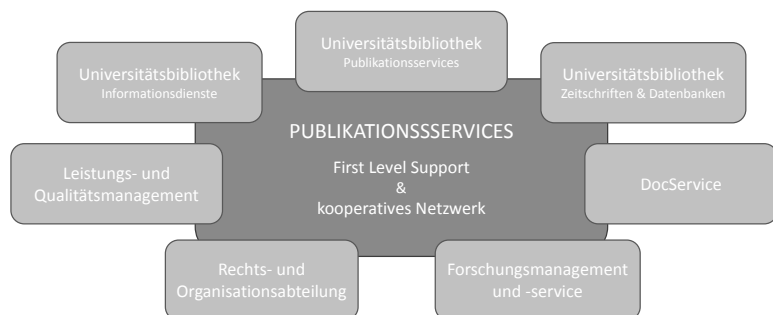 Universitätsbibliothek
Publikationsservices
Universitätsbibliothek
Informationsdienste
Universitätsbibliothek
Zeitschriften & Datenbanken
PUBLIKATIONSSSERVICES
First Level Support
&
kooperatives Netzwerk
Leistungs- und
Qualitätsmanagement
DocService
Rechts- und
Organisationsabteilung
Forschungsmanagement
und -service